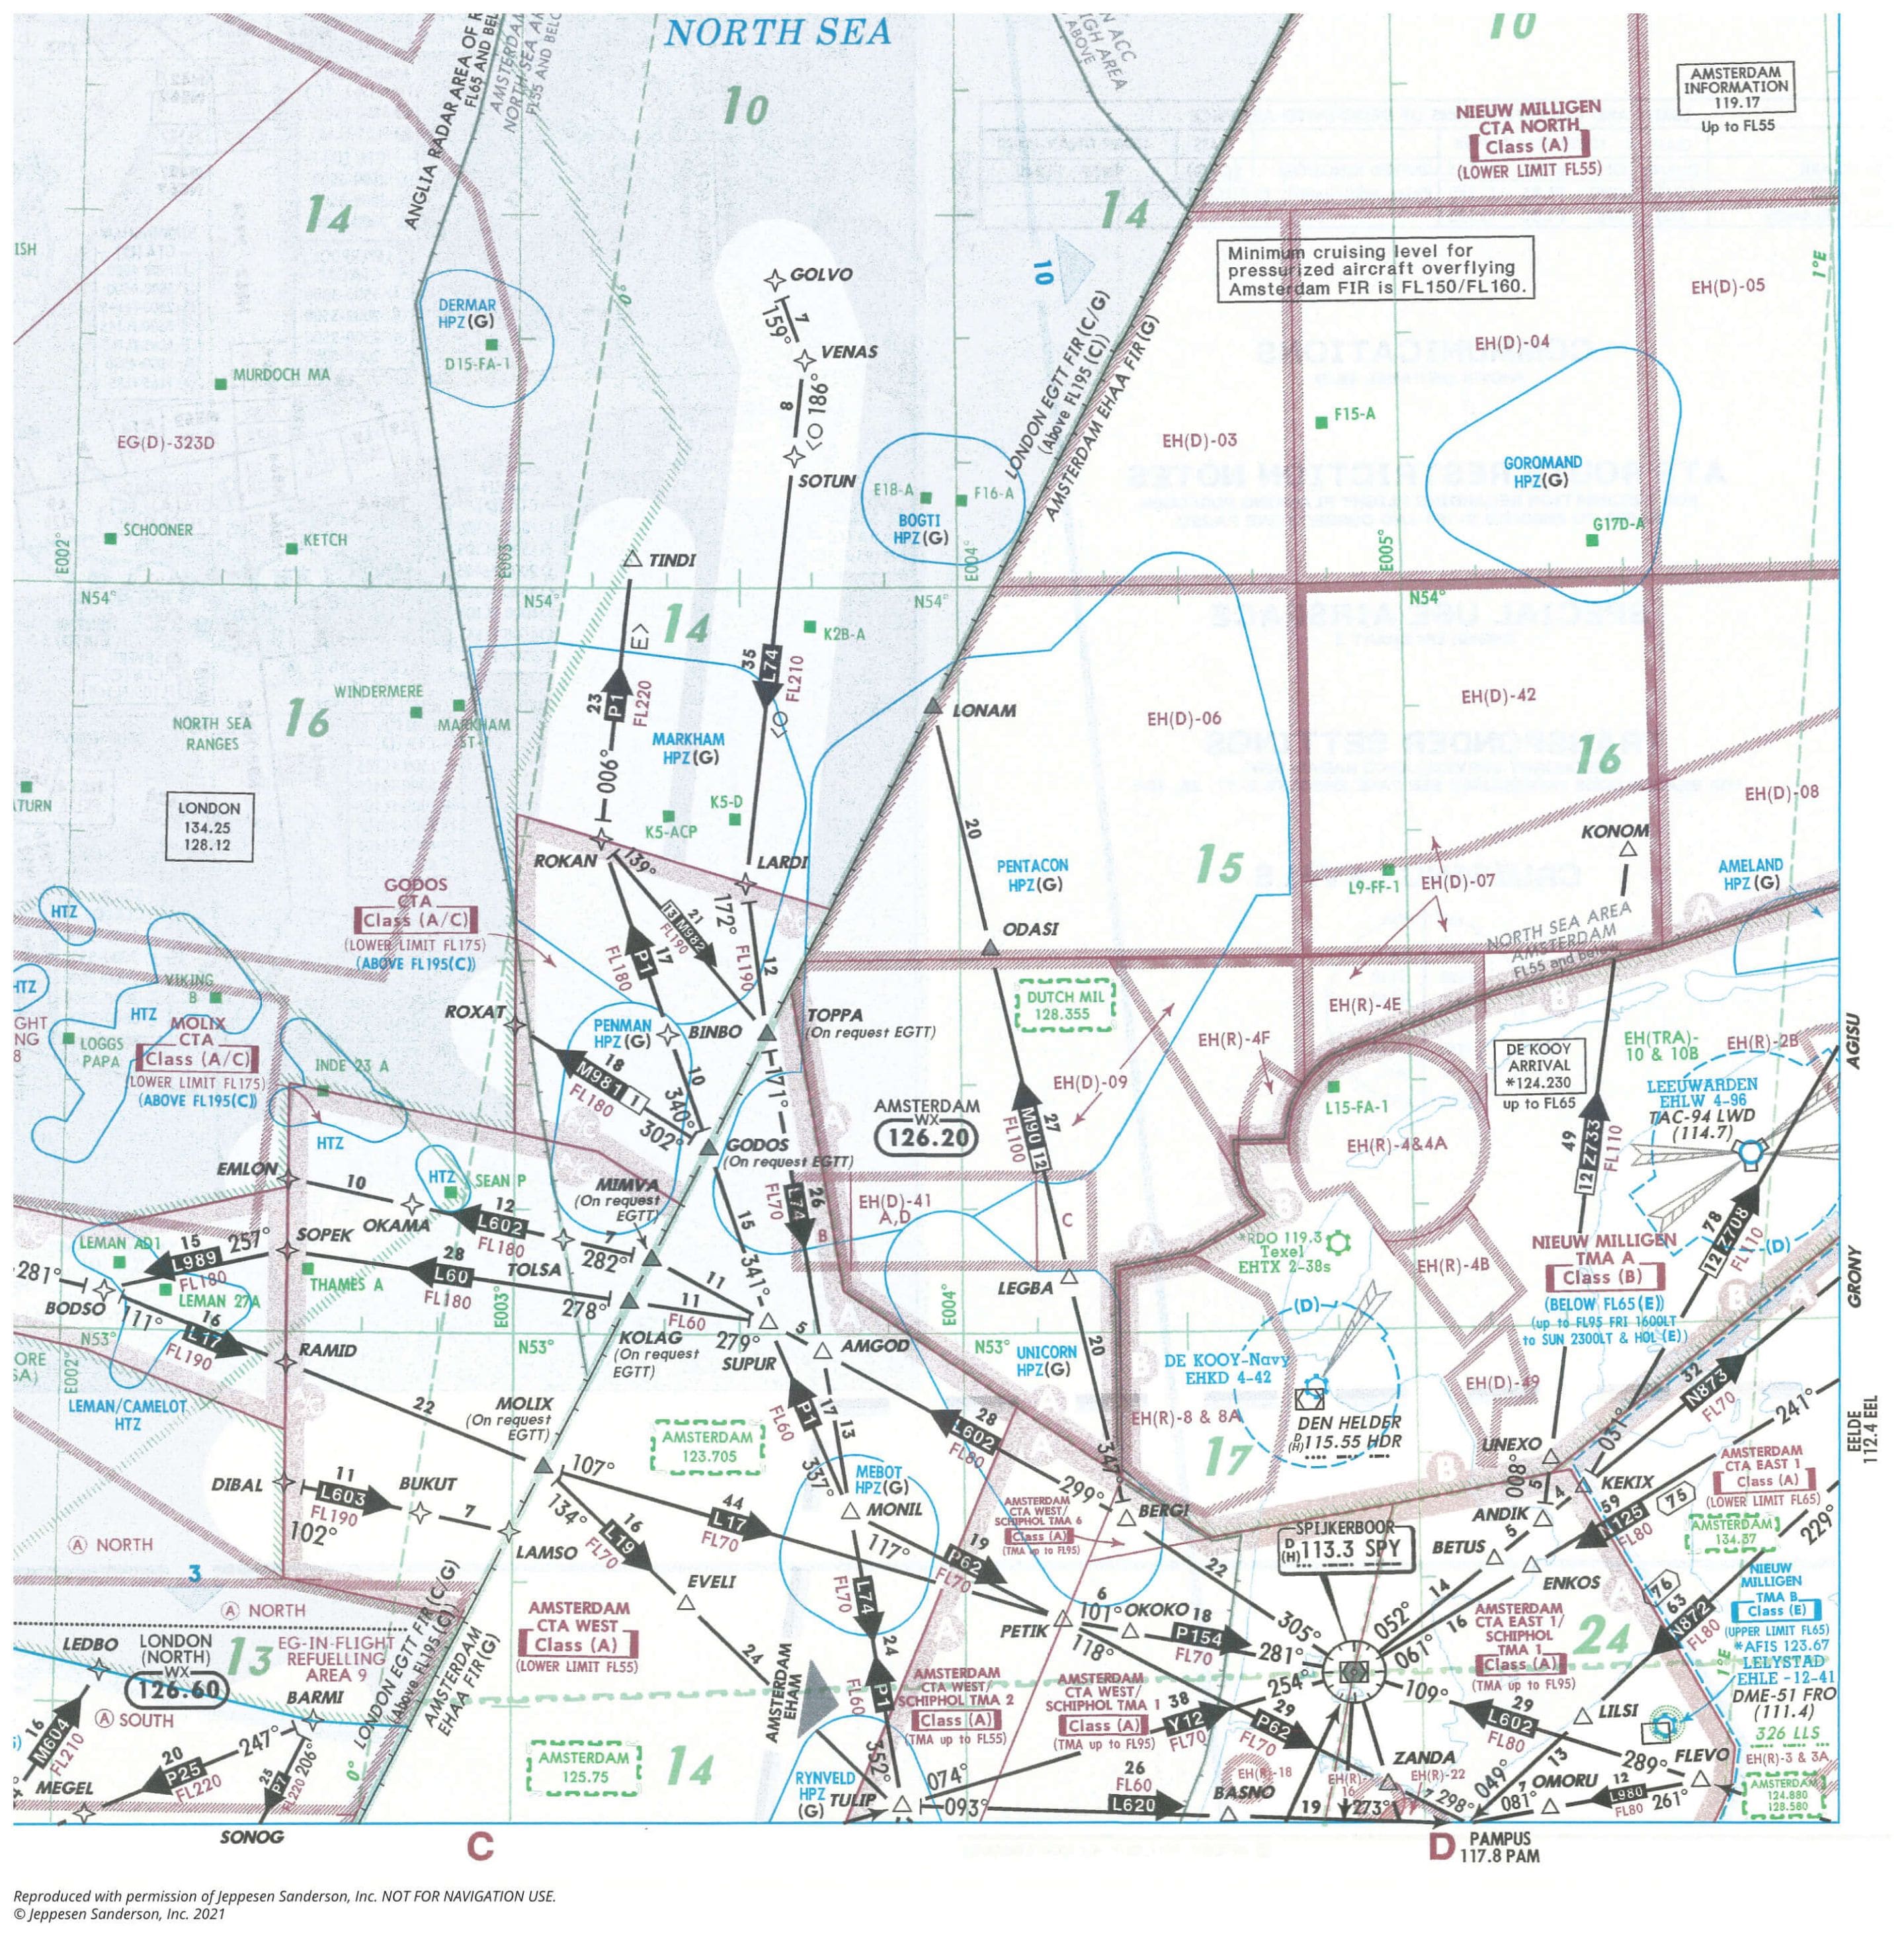 NORTH SEA
10
10
14
14
ANGLIA RADAR AREA OF R
FL65 AND BEL
AMSTERDAM
NORTH SEA AR
FL55 AND BELO
N ACC
IGH AREA
ABOVE
AMSTERDAM
INFORMATION
119.17
Up to FL55
NIEUW MILLIGEN
CTA NORTH
Class (A)
(LOWER LIMIT FL55)
Minimum cruising level for
pressurized aircraft overflying
Amsterdam FIR is FL150/FL160.
ISH
10
0°
1°E
GOLVO
7
159°
VENAS
8
LO 186°
SOTUN
DERMAR
HPZ(G)
D15-FA-1
MURDOCH MA
EG(D)-323D
SCHOONER
KETCH
E002°
E003°
E004°
E005°
N54°
N54°
N54°
N54°
E18-A
F16-A
BOGTI
HPZ(G)
LONDON EGTT FIR (C/G)
(Above FL195 (C))
AMSTERDAM EHAA FIR(G)
EH(D)-03
EH(D)-04
EH(D)-05
F15-A
GOROMAND
HPZ(G)
G17D-A
TINDI
E>
14
K2B-A
23
P1
FL220
006°
35
L74
FL210
LO
WINDERMERE
MARKHAM
ST-1
NORTH SEA
RANGES
16
MARKHAM
HPZ(G)
K5-D
K5-ACP
ATURN
LONDON
134.25
128.12
LONAM
20
EH(D)-06
EH(D)-42
16
EH(D)-08
KONOM
PENTACON
HPZ(G)
15
L9-FF-1
EH(D)-07
AMELAND
HPZ(G)
NORTH SEA AREA
AMSTERDAM
FL55 and below
ROKAN
139°
21
13 M982
FL190
LARDI
172°
FL190
12
GODOS
CTA
Class (A/C)
(LOWER LIMIT FL175)
(ABOVE FL195(C))
P1
17
FL180
ODASI
HTZ
HTZ
VIKING
B
HTZ
MOLIX
CTA
Class (A/C)
LOWER LIMIT FL175)
(ABOVE FL195(C))
GHT
NG
8
LOGGS
PAPA
INDE 23 A
HTZ
ROXAT
PENMAN
HPZ(G)
BINBO
TOPPA
(On request EGTT)
18
M981 1
FL180
302°
10
340°
171°
DUTCH MIL
128.355
EH(R)-4E
EH(R)-4F
EH(D)-09
L15-FA-1
EH(R)-4&4A
DE KOOY
ARRIVAL
*124.230
up to FL65
EH(TRA)-
10 & 10B
EH(R)-2B
AGISU
LEEUWARDEN
EHLW 4-96
TAC-94 LWD
(114.7)
AMSTERDAM
WX
126.20
M90 12
27
FL100
49
12 Z733
FL110
EMLON
10
OKAMA
HTZ
SEAN P
12
L602
FL180
GODOS
(On request EGTT)
MIMVA
(On request
EGTT)
7
282°
FL70
L74
26
B
EH(D)-41
A,D
C
15
341°
LEMAN AD1
15
L989
257°
FL180
SOPEK
28
L60
FL180
TOLSA
278°
THAMES A
LEMAN 27A
281°
BODSO
111°
16
L17
FL190
KOLAG
(On request
EGTT)
11
11
FL60
279°
SUPUR
5
AMGOD
LEGBA
*RDO 119.3
Texel
EHTX 2-38s
EH(R)-4B
NIEUW MILLIGEN
TMA A
Class (B)
(BELOW FL65(E))
(up to FL95 FRI 1600LT
to SUN 2300LT & HOL(E))
78
12 Z708
FL110
(D)
GRONY
E003°
E004°
E002°
N53°
N53°
N53°
ORE
SA)
RAMID
22
LEMAN/CAMELOT
HTZ
MOLIX
(On request
EGTT)
UNICORN
HPZ(G)
20
(D)
DE KOOY-Navy
EHKD 4-42
DEN HELDER
D
(H)115.55 HDR
EH(D)-49
EH(R)-8 & 8A
17
32
N873
FL70
241°
EELDE
112.4 EEL
AMSTERDAM
123.705
P1
FL60
17
13
337°
28
L602
FL80
MEBOT
HPZ(G)
MONIL
117°
347°
299°
BERGI
UNEXO
008°
5
031°
4
KEKIX
ANDIK
59
N125
FL80
75
AMSTERDAM
CTA EAST 1
Class (A)
(LOWER LIMIT FL65)
DIBAL
11
L603
FL190
102°
BUKUT
7
LAMSO
107°
134°
16
L19
FL70
44
L17
FL70
19
P62
FL70
AMSTERDAM
CTA WEST/
SCHIPHOL TMA 6
Class (A)
(TMA up to FL95)
SPIJKERBOOR
D
(H) 113.3 SPY
22
BETUS
5
ENKOS
AMSTERDAM
134.37
229°
A NORTH
3
A NORTH
EVELI
24
L74
FL70
PETIK
6
101°
OKOKO
18
P154
FL70
118°
305°
281°
254°
052°
061°
109°
14
16
76
63
N872
FL80
NIEUW
MILLIGEN
TMA B
Class (E)
(UPPER LIMIT FL65)
*AFIS 123.67
LELYSTAD
EHLE -12-41
DME-51 FRO
(111.4)
326 LLS
EH(R)-3 & 3A
AMSTERDAM
CTA EAST 1/
SCHIPHOL
TMA 1
Class (A)
(TMA up to FL95)
24
1°E
LEDBO
LONDON
(NORTH)
WX
126.60
13
EG-IN-FLIGHT
REFUELLING
AREA 9
BARMI
A SOUTH
16
M604
FL210
MEGEL
20
P25
FL220
247°
206°
25
P7
FL220
SONOG
0°
LONDON EGTT FIR (C/G)
(Above FL195 (C))
AMSTERDAM
EHAA FIR(G)
AMSTERDAM
CTA WEST
Class (A)
(LOWER LIMIT FL55)
AMSTERDAM
125.75
14
AMSTERDAM
EHAM
24
P1
FL60
352°
AMSTERDAM
CTA WEST/
SCHIPHOL TMA 2
Class (A)
(TMA up to FL55)
AMSTERDAM
CTA WEST/
SCHIPHOL TMA 1
Class (A)
(TMA up to FL95)
38
Y12
FL70
29
P62
FL70
RYNVELD
HPZ
(G)
TULIP
074°
093°
26
FL60
L620
BASNO
EH(R)-18
EH(R)-
16
EH(R)-22
19
273°
ZANDA
7
298°
049°
13
LILSI
29
L602
FL80
289°
FLEVO
OMORU
7
081°
12
L980
FL80
261°
AMSTERDAM
124.880
128.580
C
D
PAMPUS
117.8 PAM
Reproduced with permission of Jeppesen Sanderson, Inc. NOT FOR NAVIGATION USE.
© Jeppesen Sanderson, Inc. 2021